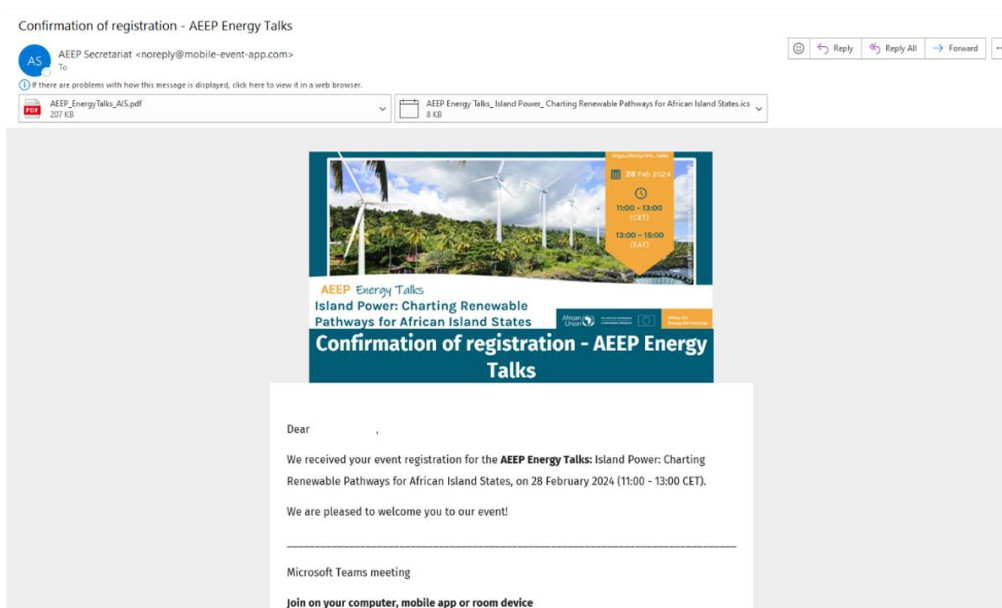 Confirmation of registration - AEEP Energy Talks
AS
AEEP Secretariat <noreply@mobile-event-app.com>
To
Reply
Reply All
Forward
If there are problems with how this message is displayed, click here to view it in a web browser.
PDF
AEEP_EnergyTalks_AIS.pdf
207 KB
AEEP Energy Talks_ Island Power_ Charting Renewable Pathways for African Island States.ics
8 KB
28 Feb 2024
11:00 - 13:00
(CET)
13:00 - 15:00
(EAT)
AEEP Energy Talks
Island Power: Charting Renewable
Pathways for African Island States
African
Union
Africa-EU
Energy Partnership
Confirmation of registration - AEEP Energy
Talks
Dear ,
We received your event registration for the AEEP Energy Talks: Island Power: Charting
Renewable Pathways for African Island States, on 28 February 2024 (11:00 - 13:00 CET).
We are pleased to welcome you to our event!
Microsoft Teams meeting
Join on your computer, mobile app or room device